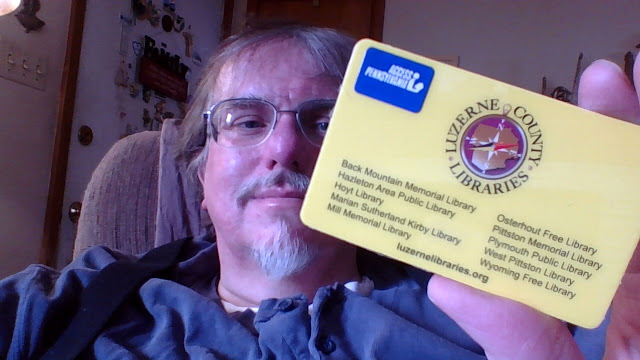 ACCESS
PENNSYLVANIA
LUZERNE COUNTY
LIBRARIES
Back Mountain Memorial Library
Hazleton Area Public Library
Hoyt Library
Marian Sutherland Kirby Library
Mill Memorial Library
Osterhout Free Library
Pittston Memorial Library
Plymouth Public Library
West Pittston Library
Wyoming Free Library
luzernelibraries.org